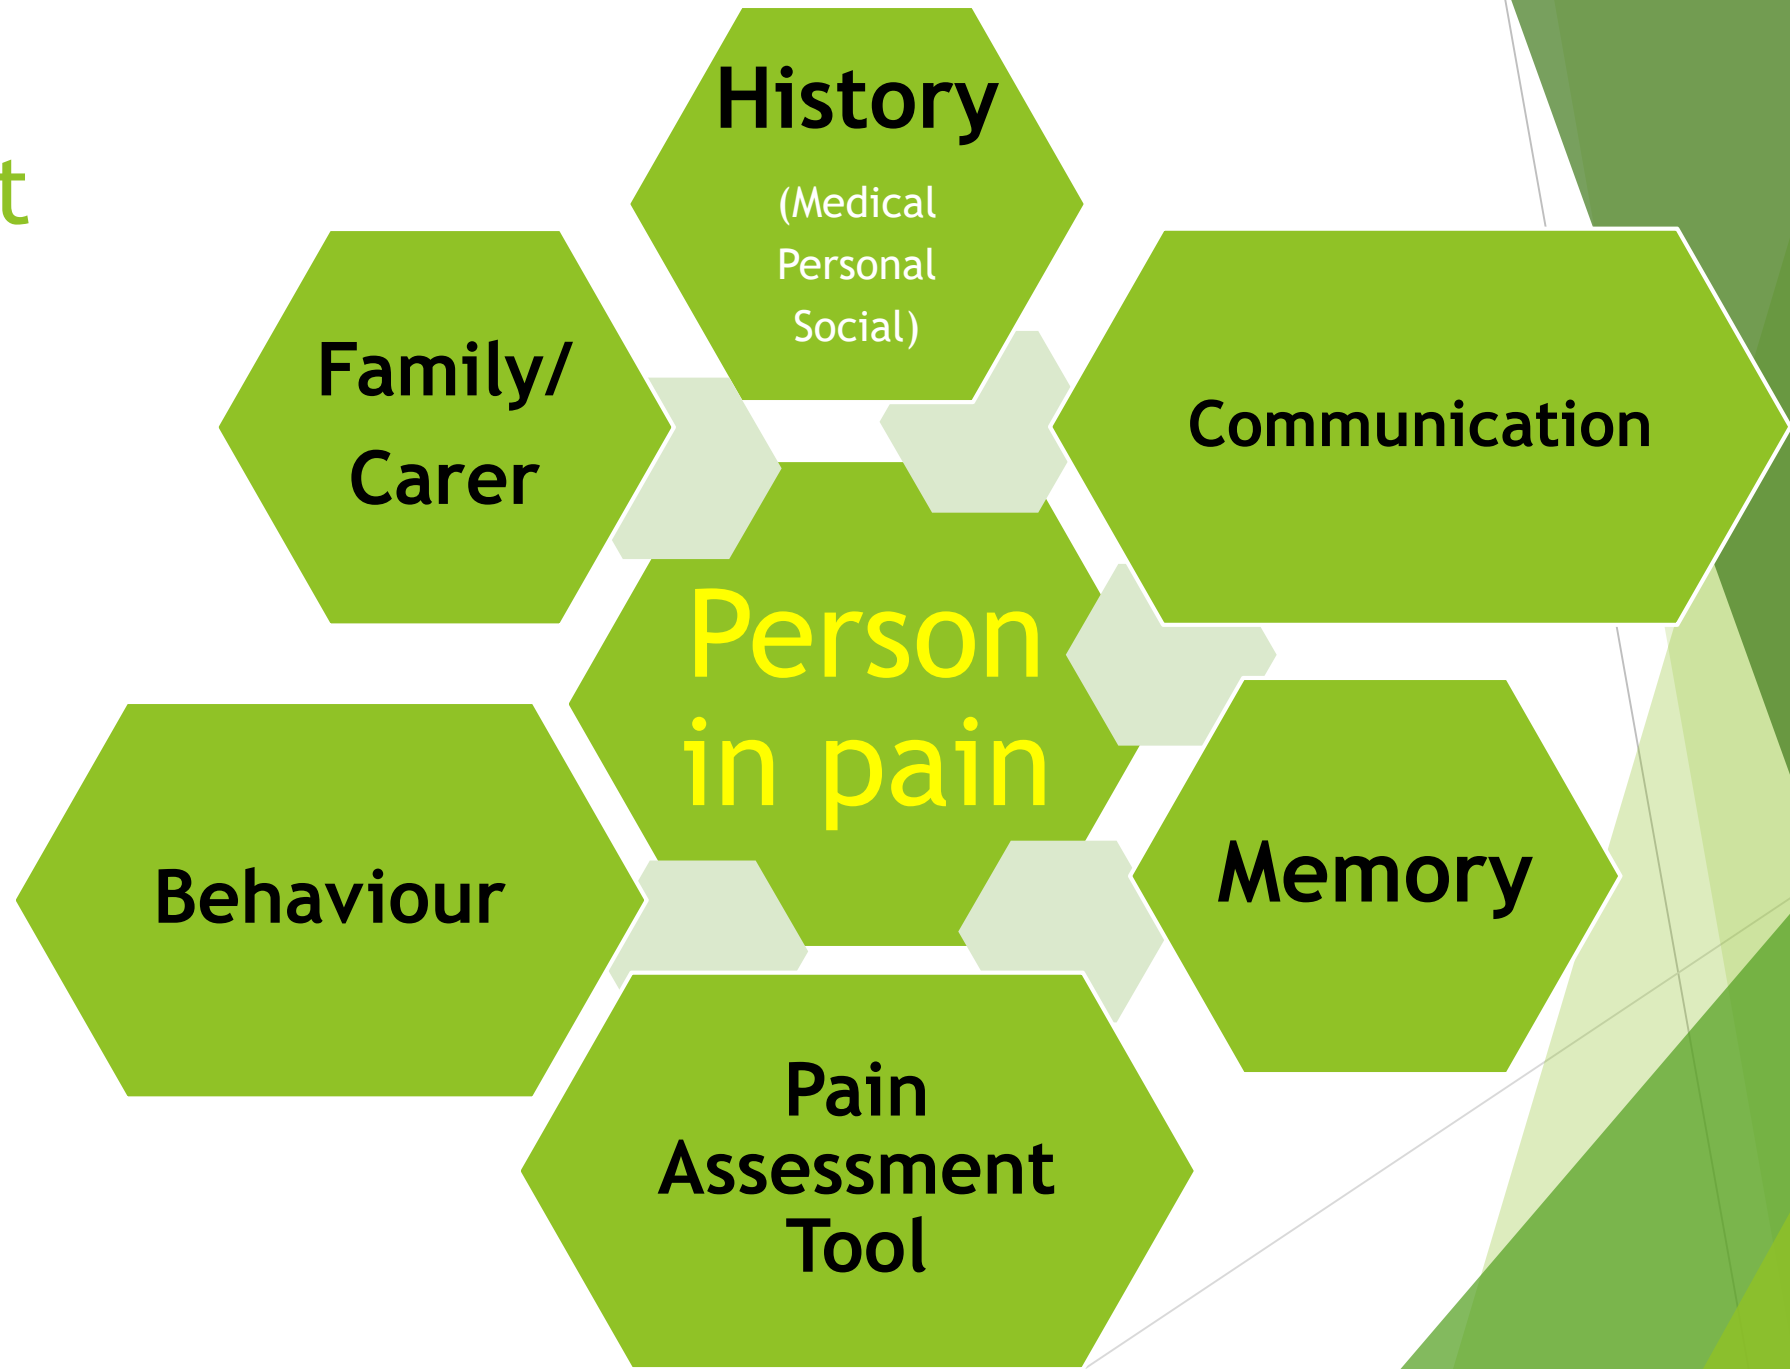 t
History
(Medical
Personal
Social)
Family/
Carer
Communication
Person
in pain
Behaviour
Memory
Pain
Assessment
Tool